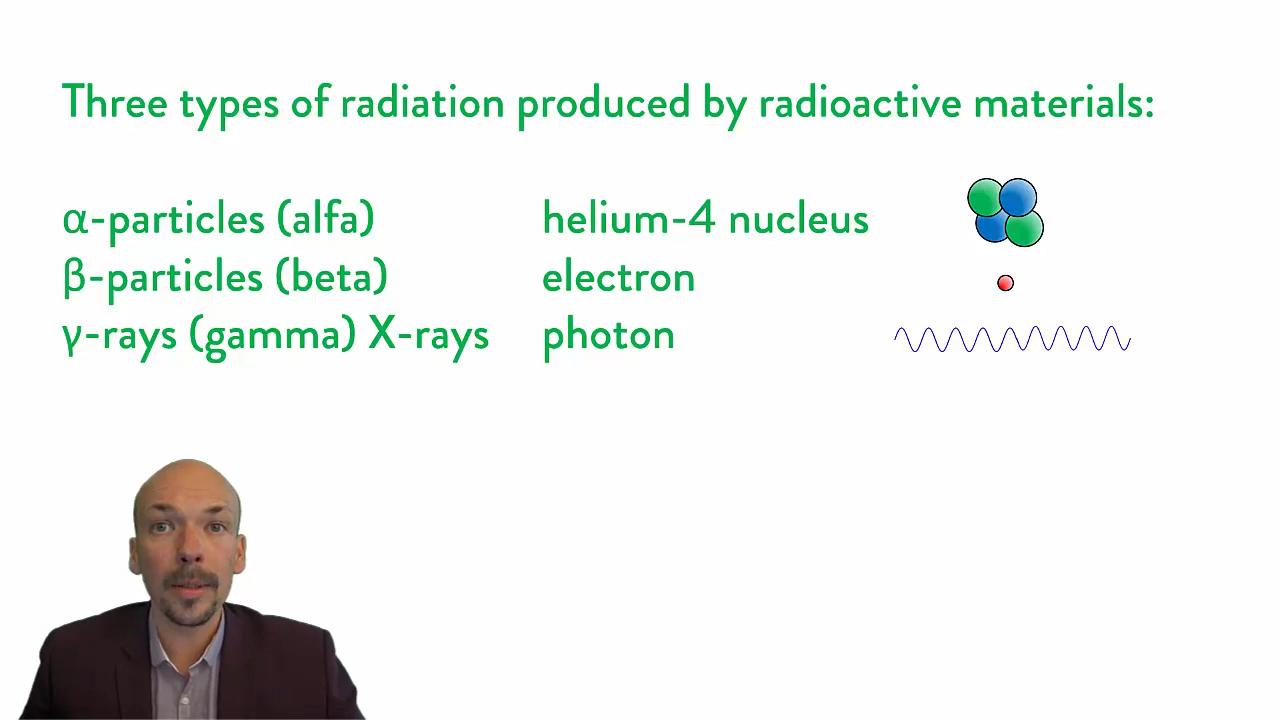 Three types of radiation produced by radioactive materials:
α-particles (alfa) helium-4 nucleus
β-particles (beta) electron
γ-rays (gamma) X-rays photon